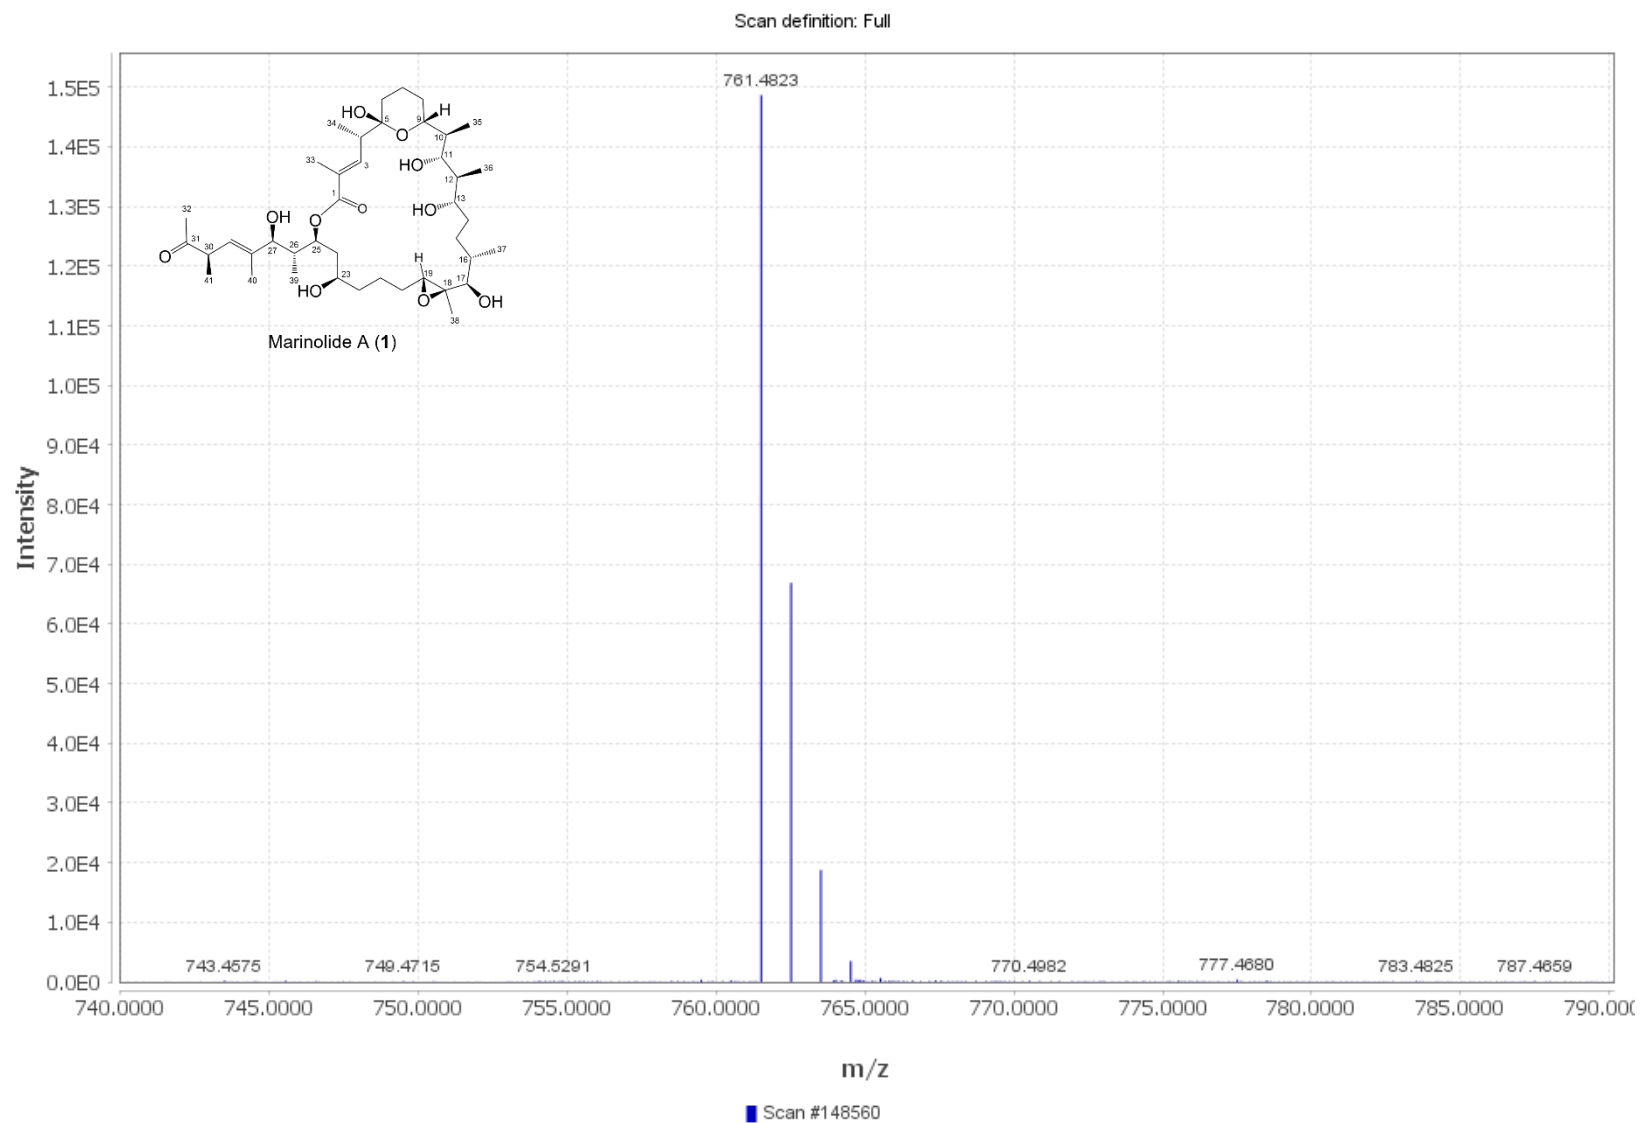 Scan definition: Full
761.4823
1.5E5
1.4E5
1.3E5
1.2E5
1.1E5
1.0E5
9.0E4
8.0E4
7.0E4
6.0E4
5.0E4
4.0E4
3.0E4
2.0E4
1.0E4
0.0E0
Intensity
HO
5
9
H
O
34
35
10
33
3
HO
11
36
12
1
O
HO
13
32
OH
O
31
30
27
26
25
H
16
37
O
41
40
39
23
19
18
17
HO
O
OH
38
Marinolide A (1)
743.4575
749.4715
754.5291
770.4982
777.4680
783.4825
787.4659
740.0000
745.0000
750.0000
755.0000
760.0000
765.0000
770.0000
775.0000
780.0000
785.0000
790.000
m/z
Scan #148560